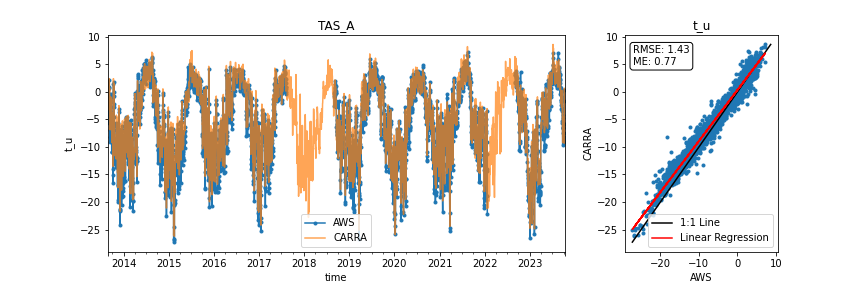 TAS_A
t_u
10
5
0
−5
−10
−15
−20
−25
t_u
2014
2015
2016
2017
2018
2019
2020
2021
2022
2023
time
AWS
CARRA
RMSE: 1.43
ME: 0.77
10
5
0
−5
−10
−15
−20
−25
CARRA
−20
−10
0
10
AWS
1:1 Line
Linear Regression